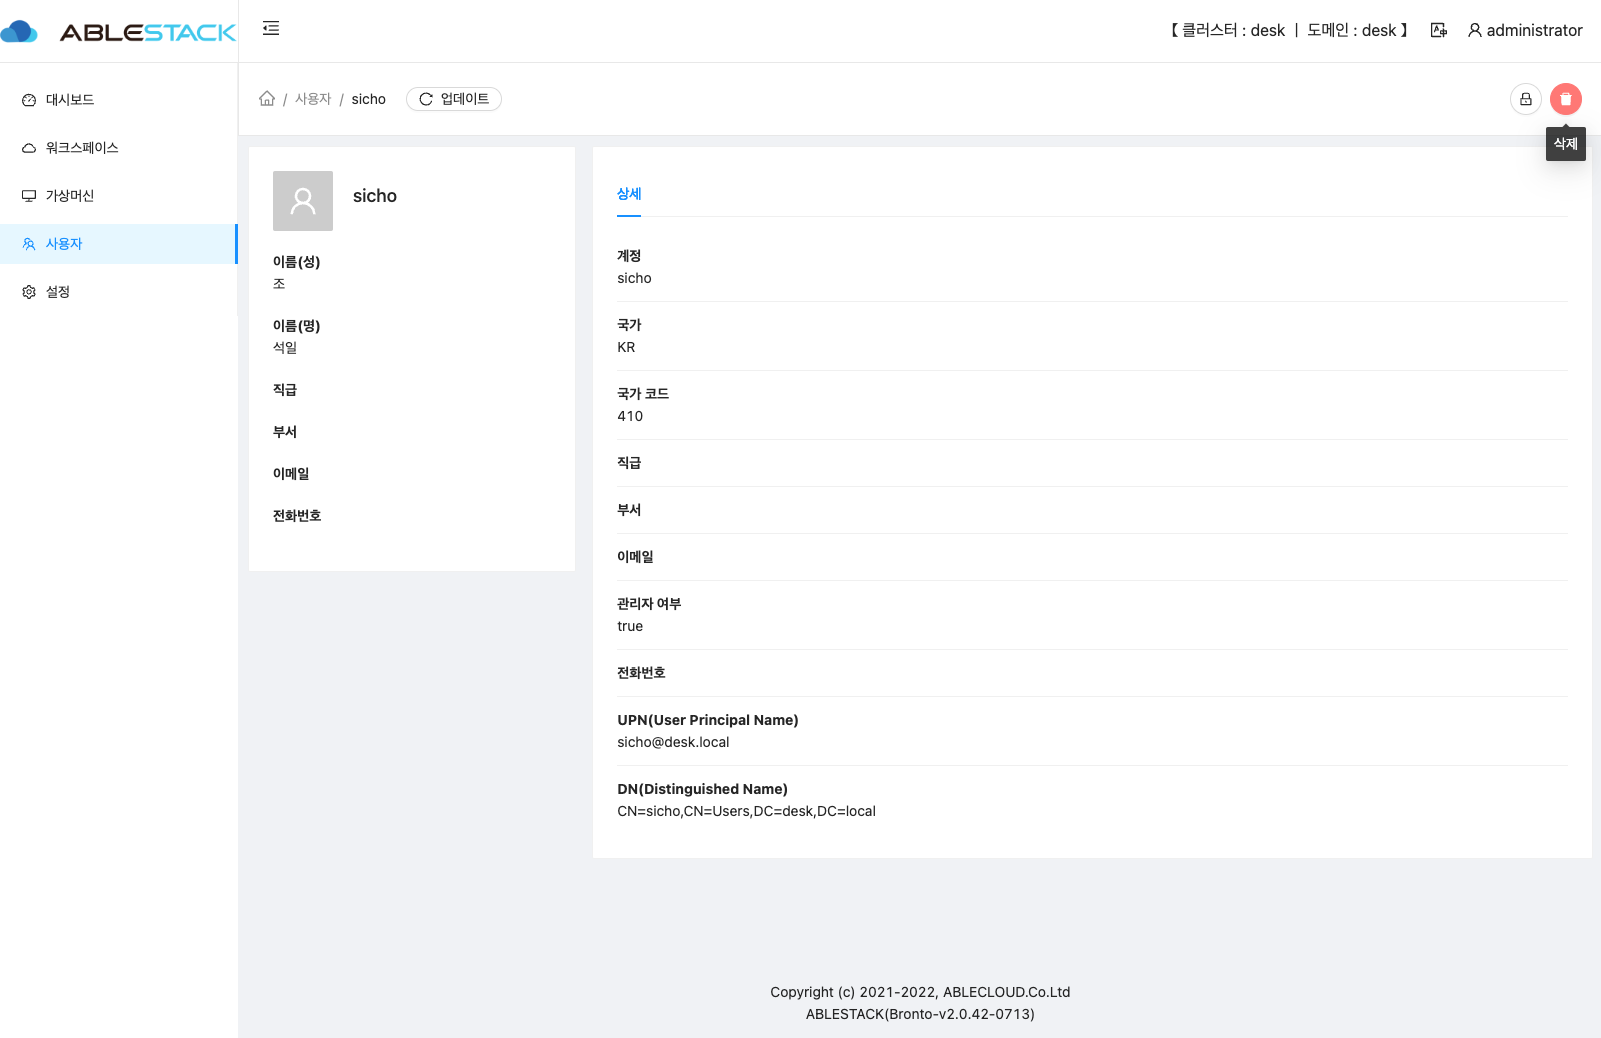 ABLESTACK
【 클러스터 : desk ㅣ 도메인 : desk 】
administrator
대시보드
워크스페이스
가상머신
사용자
설정
/ 사용자 / sicho
업데이트
삭제
sicho
이름(성)
조
이름(명)
석일
직급
부서
이메일
전화번호
상세
계정
sicho
국가
KR
국가 코드
410
직급
부서
이메일
관리자 여부
true
전화번호
UPN(User Principal Name)
sicho@desk.local
DN(Distinguished Name)
CN=sicho,CN=Users,DC=desk,DC=local
Copyright (c) 2021-2022, ABLECLOUD.Co.Ltd
ABLESTACK(Bronto-v2.0.42-0713)